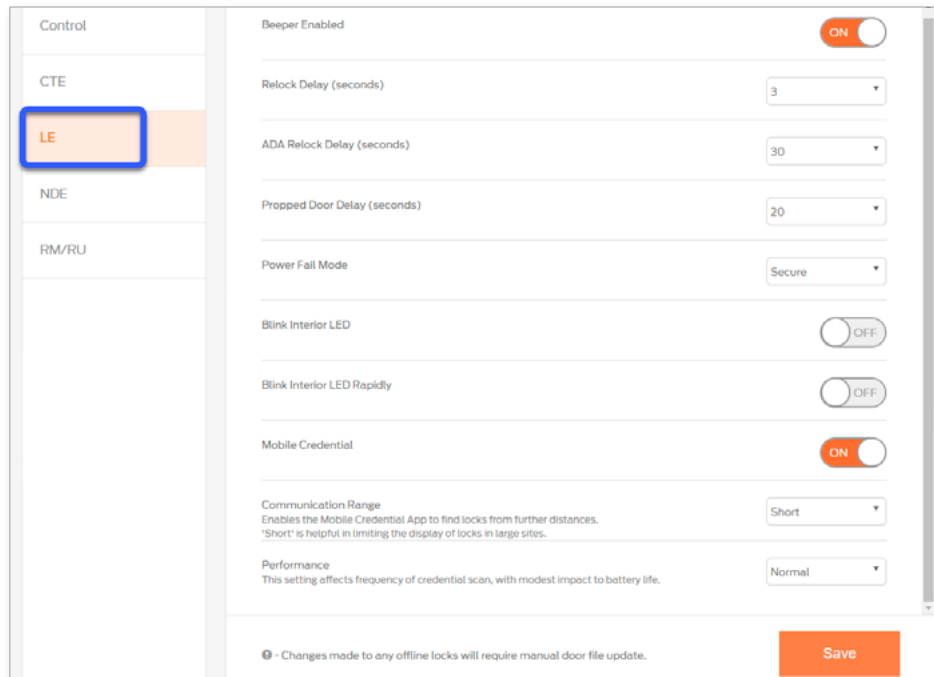 Control
CTE
LE
NDE
RM/RU
Beeper Enabled
ON
Relock Delay (seconds)
3
ADA Relock Delay (seconds)
30
Propped Door Delay (seconds)
20
Power Fail Mode
Secure
Blink Interior LED
OFF
Blink Interior LED Rapidly
OFF
Mobile Credential
ON
Communication Range
Enables the Mobile Credential App to find locks from further distances.
'Short' is helpful in limiting the display of locks in large sites.
Short
Performance
This setting affects frequency of credential scan, with modest impact to battery life.
Normal
- Changes made to any offline locks will require manual door file update.
Save